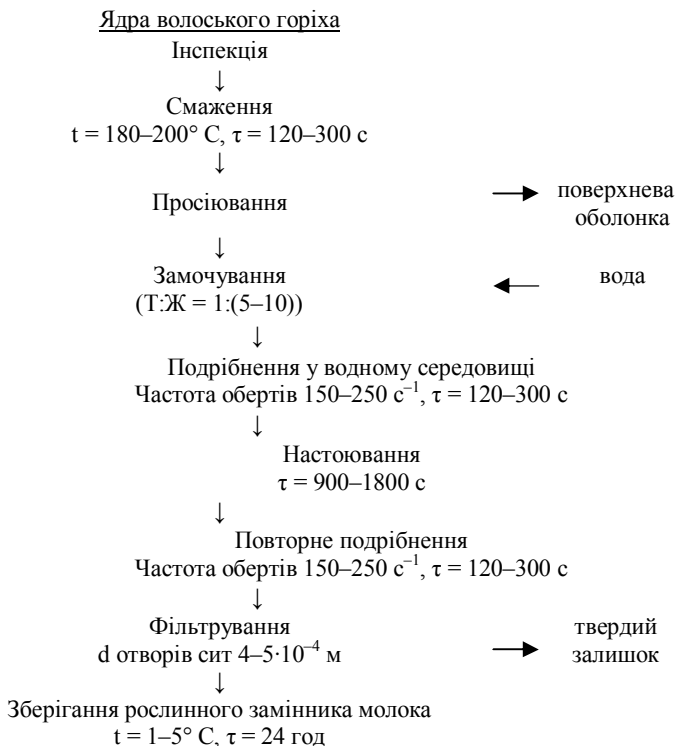 Ядра волоського горіха
Інспекція
↓
Смаження
t = 180–200° С, τ = 120–300 с
↓
Просіювання → поверхнева
оболонка
↓
Замочування ← вода
(Т:Ж = 1:(5–10))
↓
Подрібнення у водному середовищі
Частота обертів 150–250 с⁻¹, τ = 120–300 с
↓
Настоювання
τ = 900–1800 с
↓
Повторне подрібнення
Частота обертів 150–250 с⁻¹, τ = 120–300 с
↓
Фільтрування → твердий
d отворів сит 4–5·10⁻⁴ м залишок
↓
Зберігання рослинного замінника молока
t = 1–5° С, τ = 24 год